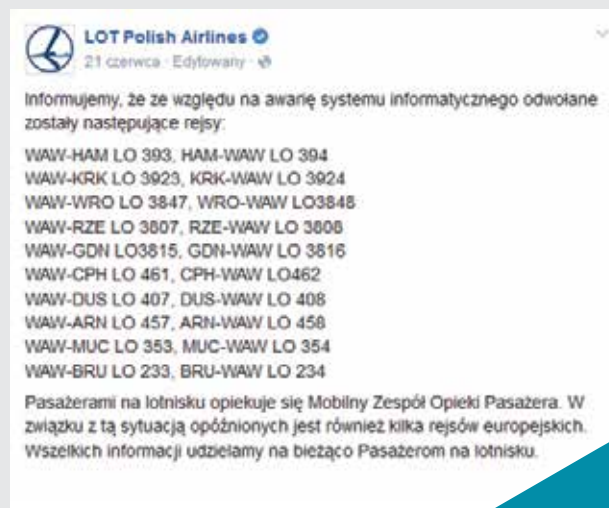 LOT Polish Airlines
21 czerwca · Edytowany ·
Informujemy, że ze względu na awarię systemu informatycznego odwołane
zostały następujące rejsy:
WAW-HAM LO 393, HAM-WAW LO 394
WAW-KRK LO 3923, KRK-WAW LO 3924
WAW-WRO LO 3847, WRO-WAW LO3848
WAW-RZE LO 3807, RZE-WAW LO 3808
WAW-GDN LO3815, GDN-WAW LO 3816
WAW-CPH LO 461, CPH-WAW LO462
WAW-DUS LO 407, DUS-WAW LO 408
WAW-ARN LO 457, ARN-WAW LO 458
WAW-MUC LO 353, MUC-WAW LO 354
WAW-BRU LO 233, BRU-WAW LO 234
Pasażerami na lotnisku opiekuje się Mobilny Zespół Opieki Pasażera. W
związku z tą sytuacją opóźnionych jest również kilka rejsów europejskich.
Wszelkich informacji udzielamy na bieżąco Pasażerom na lotnisku.